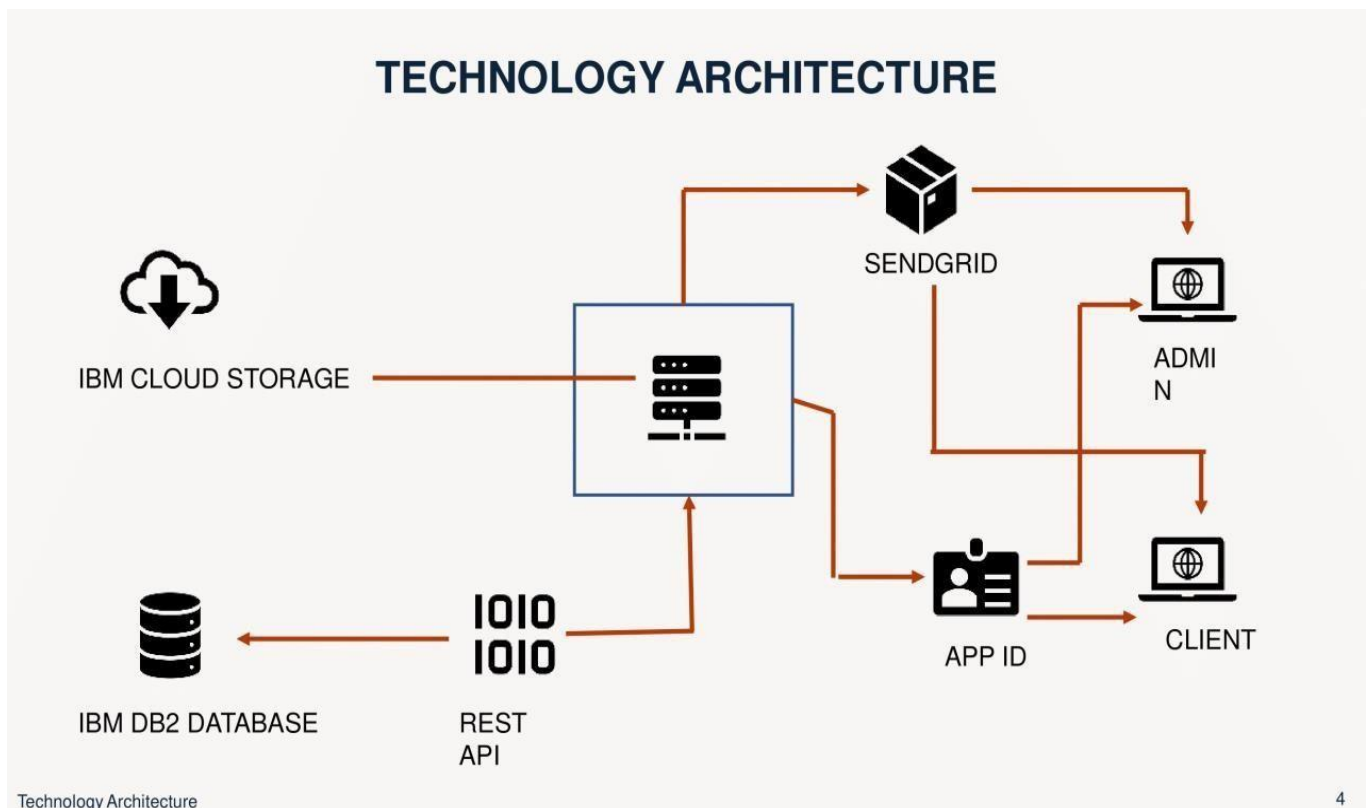 TECHNOLOGY ARCHITECTURE
SENDGRID
IBM CLOUD STORAGE
ADMI
N
IOIO
IOIO
APP ID
CLIENT
IBM DB2 DATABASE
REST
API
Technology Architecture
4